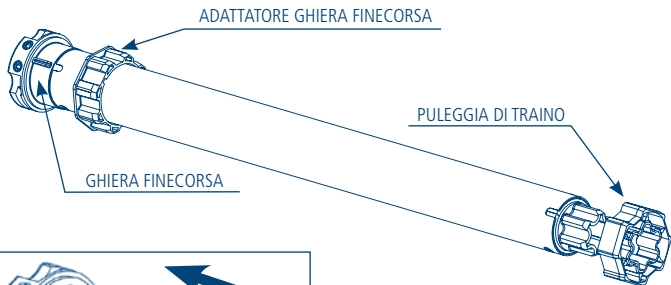 ADATTATORE GHIERA FINECORSA
PULEGGIA DI TRAINO
GHIERA FINECORSA